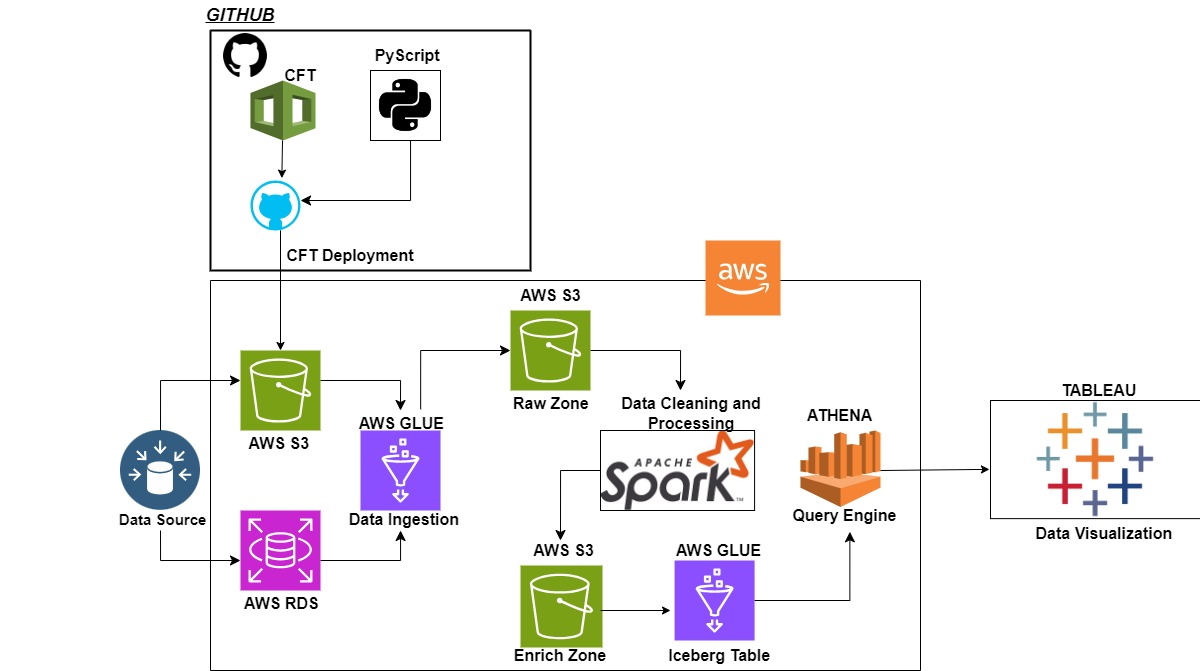 GITHUB
CFT
PyScript
CFT Deployment
aws
AWS S3
AWS S3
Raw Zone
Data Cleaning and
Processing
AWS GLUE
Data Ingestion
Data Source
AWS RDS
APACHE
Spark™
ATHENA
Query Engine
TABLEAU
Data Visualization
AWS S3
Enrich Zone
AWS GLUE
Iceberg Table